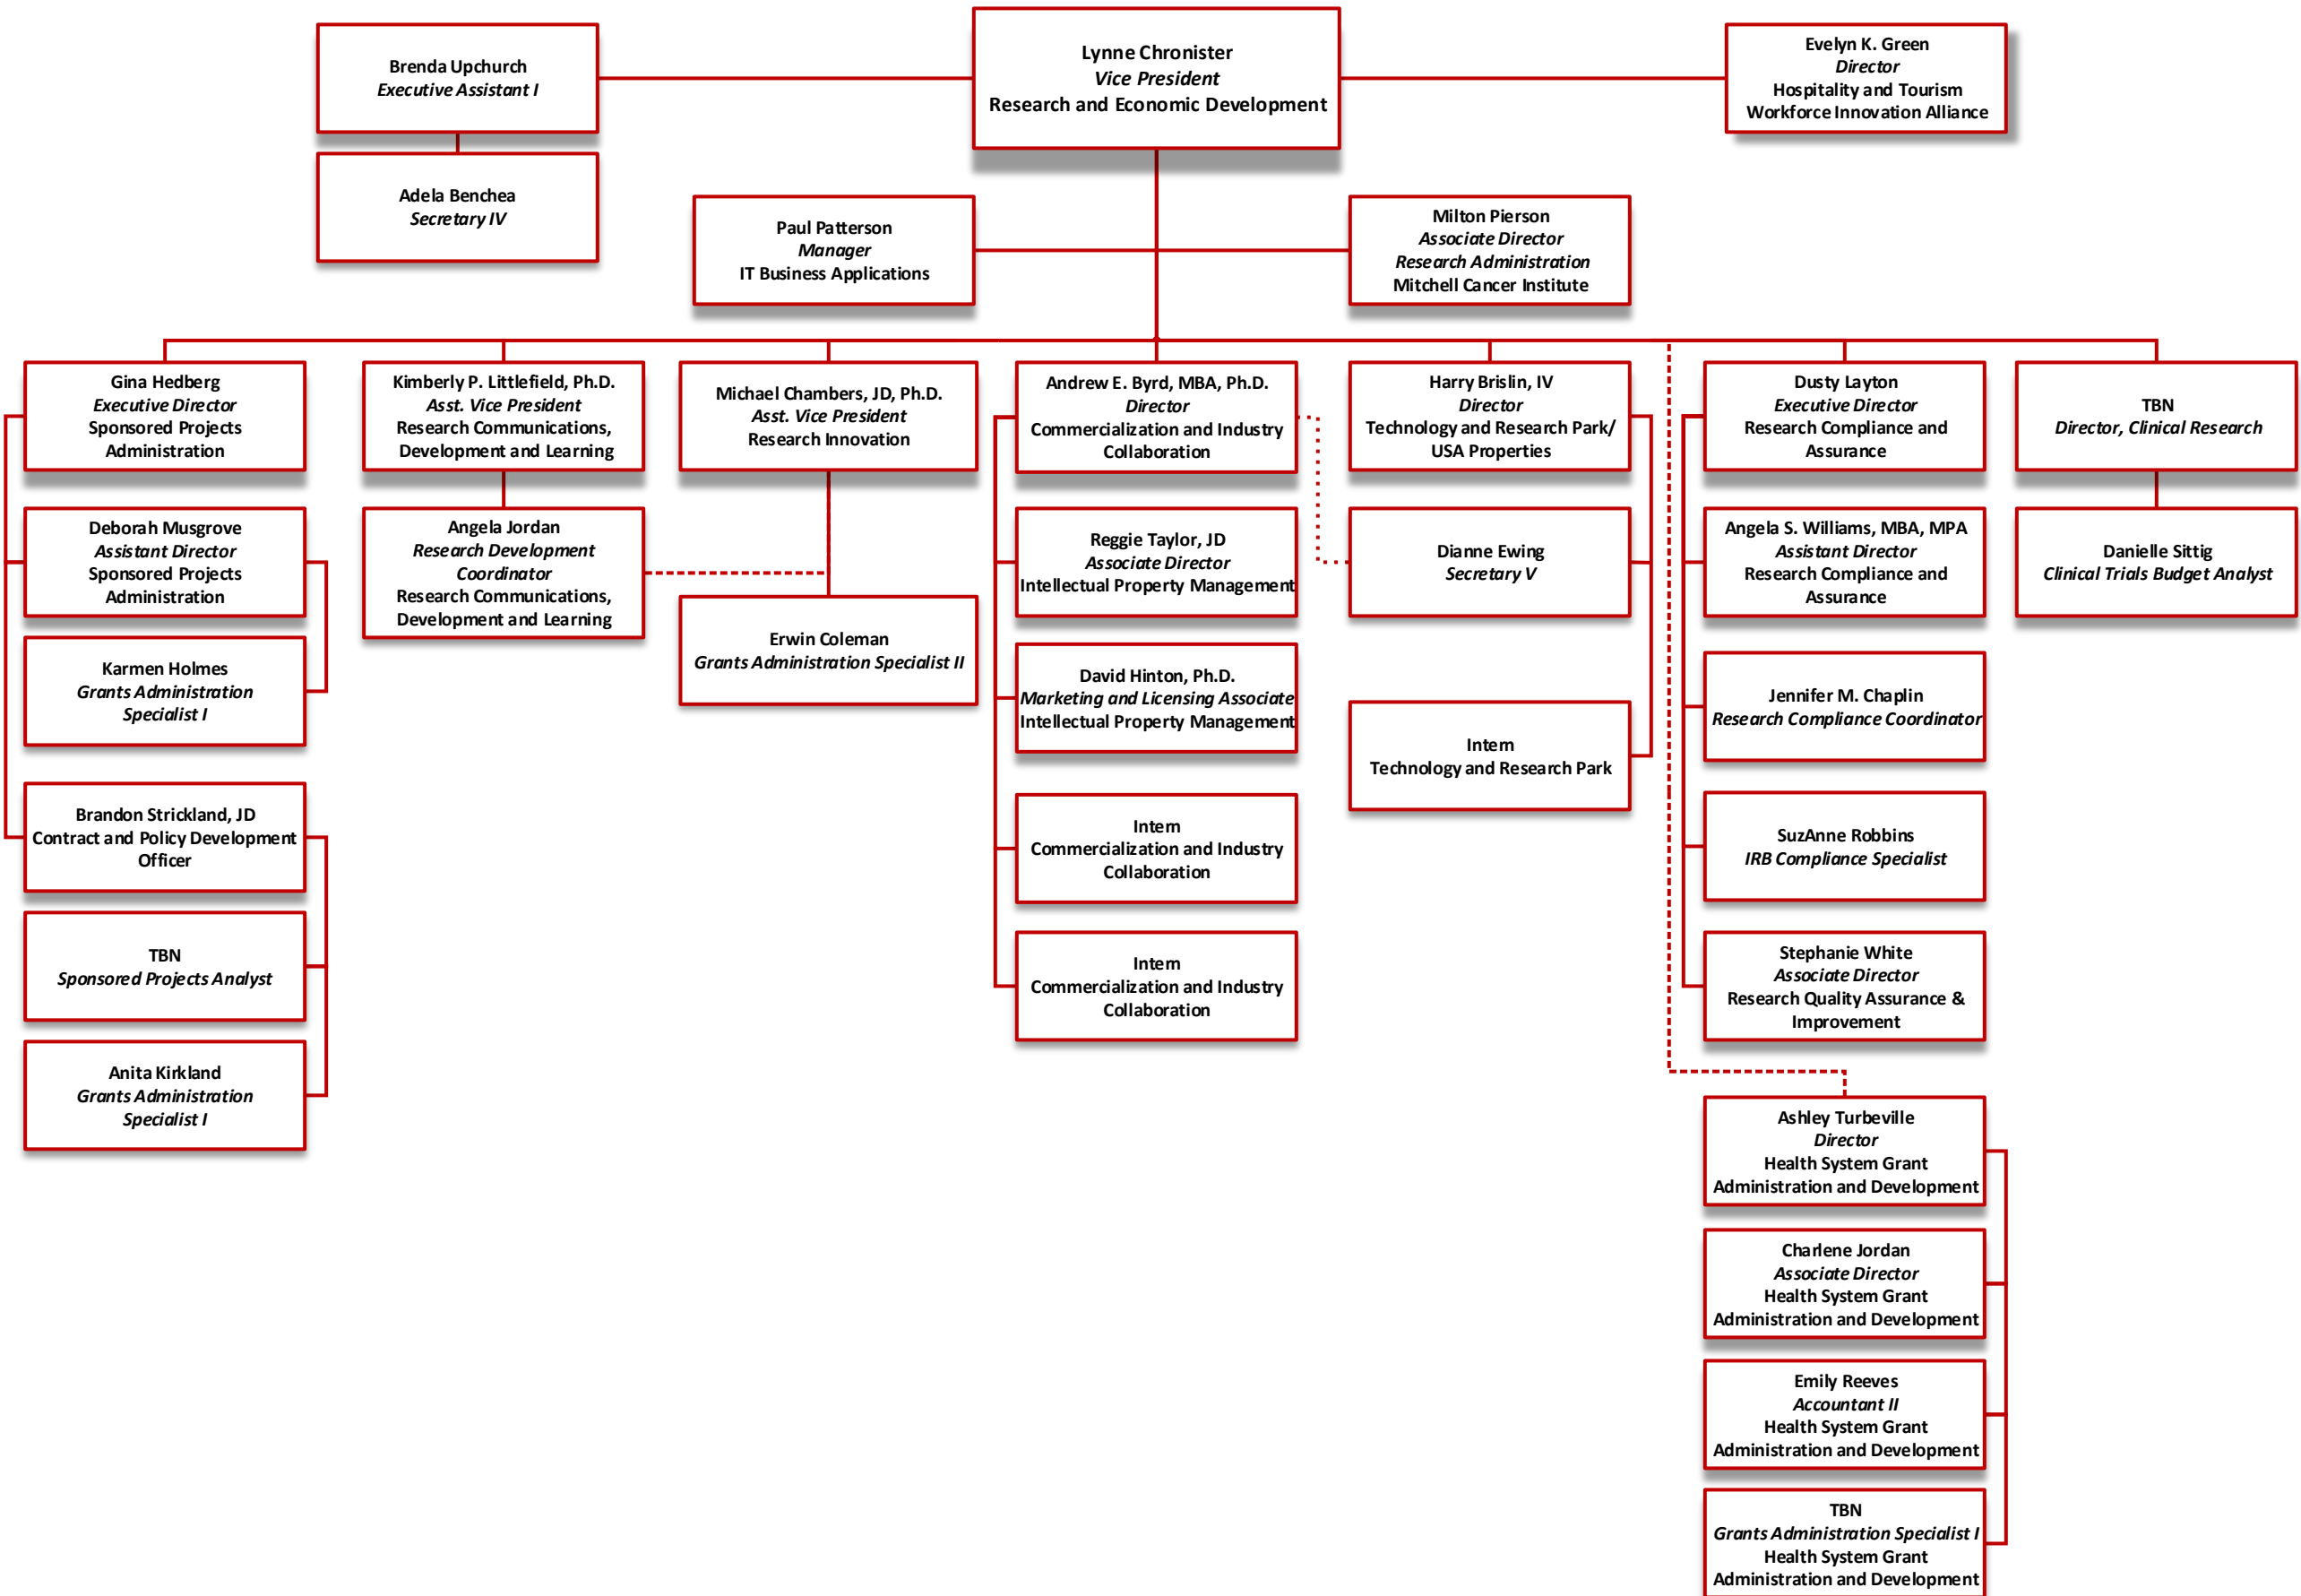 Brenda Upchurch
Executive Assistant I
Lynne Chronister
Vice President
Research and Economic Development
Evelyn K. Green
Director
Hospitality and Tourism
Workforce Innovation Alliance
Adela Benchea
Secretary IV
Paul Patterson
Manager
IT Business Applications
Milton Pierson
Associate Director
Research Administration
Mitchell Cancer Institute
Gina Hedberg
Executive Director
Sponsored Projects
Administration
Kimberly P. Littlefield, Ph.D.
Asst. Vice President
Research Communications,
Development and Learning
Michael Chambers, JD, Ph.D.
Asst. Vice President
Research Innovation
Andrew E. Byrd, MBA, Ph.D.
Director
Commercialization and Industry
Collaboration
Harry Brislin, IV
Director
Technology and Research Park/
USA Properties
Dusty Layton
Executive Director
Research Compliance and
Assurance
TBN
Director, Clinical Research
Deborah Musgrove
Assistant Director
Sponsored Projects
Administration
Angela Jordan
Research Development
Coordinator
Research Communications,
Development and Learning
Erwin Coleman
Grants Administration Specialist II
Reggie Taylor, JD
Associate Director
Intellectual Property Management
Dianne Ewing
Secretary V
Angela S. Williams, MBA, MPA
Assistant Director
Research Compliance and
Assurance
Danielle Sittig
Clinical Trials Budget Analyst
Karmen Holmes
Grants Administration
Specialist I
David Hinton, Ph.D.
Marketing and Licensing Associate
Intellectual Property Management
Intern
Technology and Research Park
Jennifer M. Chaplin
Research Compliance Coordinator
Brandon Strickland, JD
Contract and Policy Development
Officer
Intern
Commercialization and Industry
Collaboration
SuzAnne Robbins
IRB Compliance Specialist
TBN
Sponsored Projects Analyst
Intern
Commercialization and Industry
Collaboration
Stephanie White
Associate Director
Research Quality Assurance &
Improvement
Anita Kirkland
Grants Administration
Specialist I
Ashley Turbeville
Director
Health System Grant
Administration and Development
Charlene Jordan
Associate Director
Health System Grant
Administration and Development
Emily Reeves
Accountant II
Health System Grant
Administration and Development
TBN
Grants Administration Specialist I
Health System Grant
Administration and Development